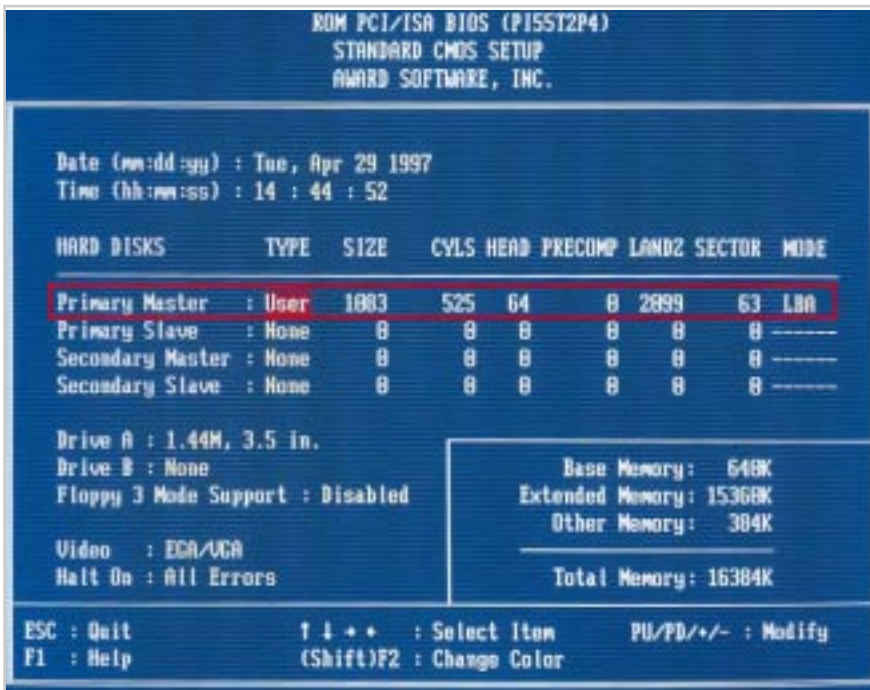 ROM PCI/ISA BIOS (PI55T2P4)
STANDARD CMOS SETUP
AWARD SOFTWARE, INC.
Date (mm:dd:yy) : Tue, Apr 29 1997
Time (hh:mm:ss) : 14 : 44 : 52
HARD DISKS TYPE SIZE CYLS HEAD PRECOMP LANDZ SECTOR MODE
Primary Master : User 1083 525 64 0 2099 63 LBA
Primary Slave : None 0 0 0 0 0 0 ------
Secondary Master : None 0 0 0 0 0 0 ------
Secondary Slave : None 0 0 0 0 0 0 ------
Drive A : 1.44M, 3.5 in.
Drive B : None
Floppy 3 Mode Support : Disabled
Video : EGA/VGA
Halt On : All Errors
Base Memory: 640K
Extended Memory: 15360K
Other Memory: 384K
Total Memory: 16384K
ESC : Quit ↑ ↓ → ← : Select Item PU/PD/+/- : Modify
F1 : Help (Shift)F2 : Change Color